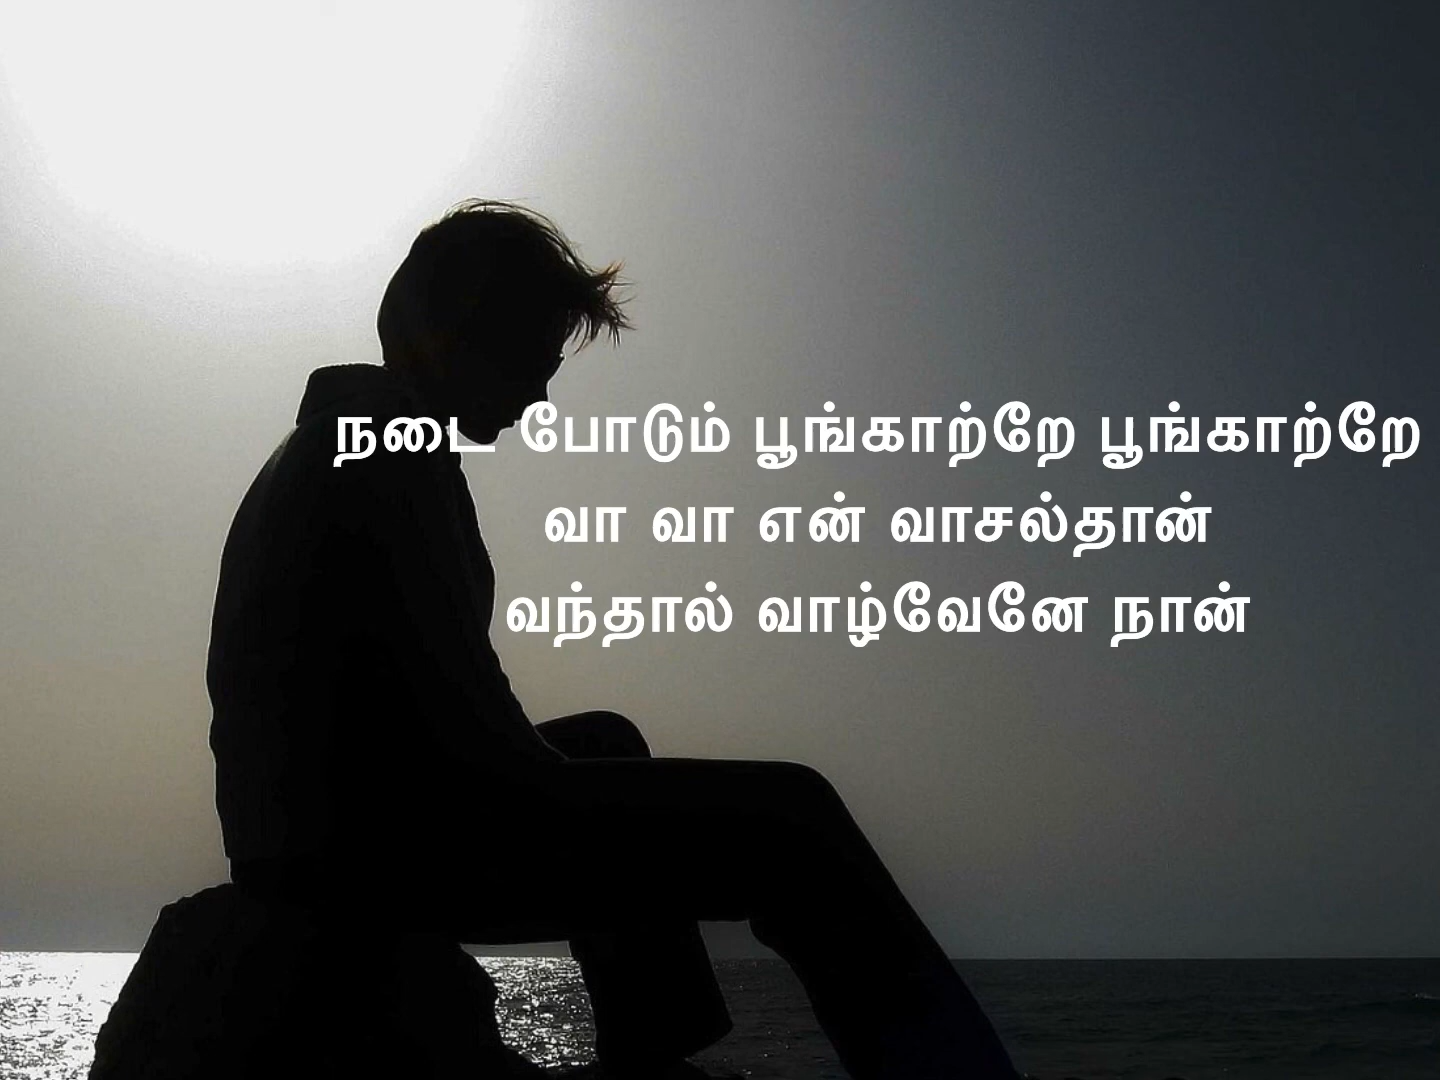 நடை போடும் பூங்காற்றே பூங்காற்றே
வா வா என் வாசல்தான்
வந்தால் வாழ்வேனே நான்